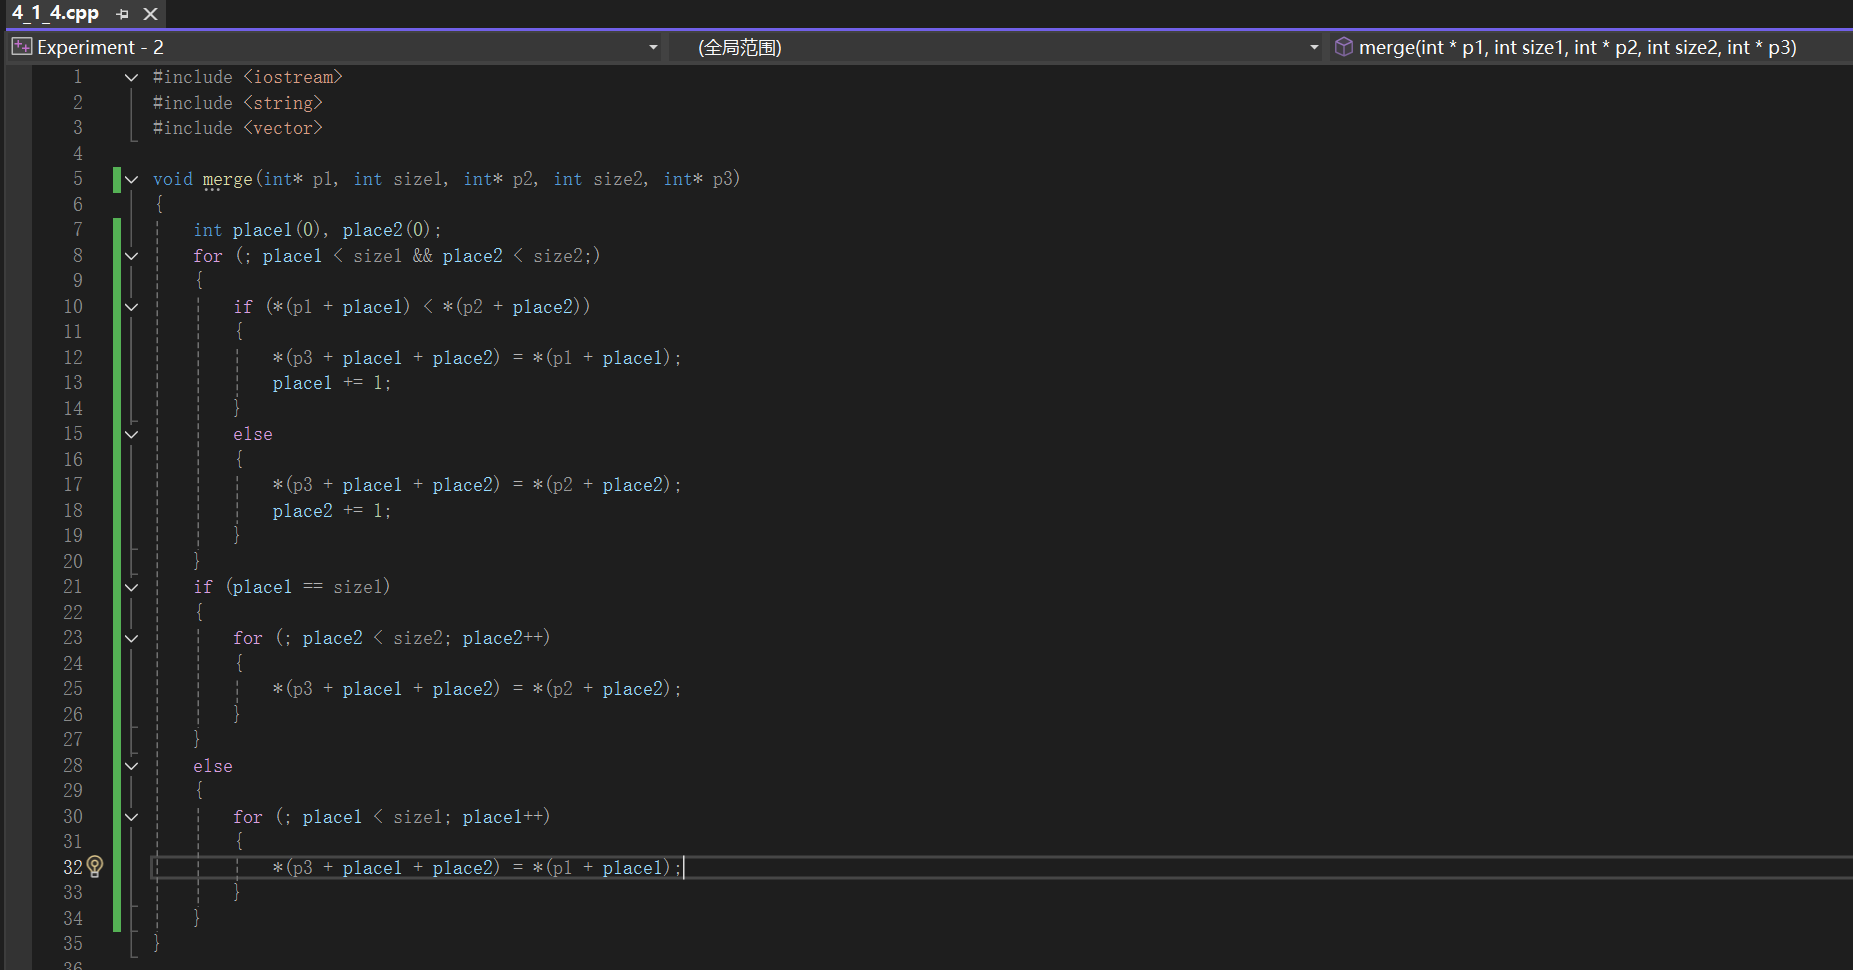 4_1_4.cpp
Experiment - 2
(全局范围)
merge(int * p1, int size1, int * p2, int size2, int * p3)
1 #include <iostream>
2 #include <string>
3 #include <vector>
4
5 void merge(int* p1, int size1, int* p2, int size2, int* p3)
6 {
7 int place1(0), place2(0);
8 for (; place1 < size1 && place2 < size2;)
9 {
10 if (*(p1 + place1) < *(p2 + place2))
11 {
12 *(p3 + place1 + place2) = *(p1 + place1);
13 place1 += 1;
14 }
15 else
16 {
17 *(p3 + place1 + place2) = *(p2 + place2);
18 place2 += 1;
19 }
20 }
21 if (place1 == size1)
22 {
23 for (; place2 < size2; place2++)
24 {
25 *(p3 + place1 + place2) = *(p2 + place2);
26 }
27 }
28 else
29 {
30 for (; place1 < size1; place1++)
31 {
32 *(p3 + place1 + place2) = *(p1 + place1);
33 }
34 }
35 }
36